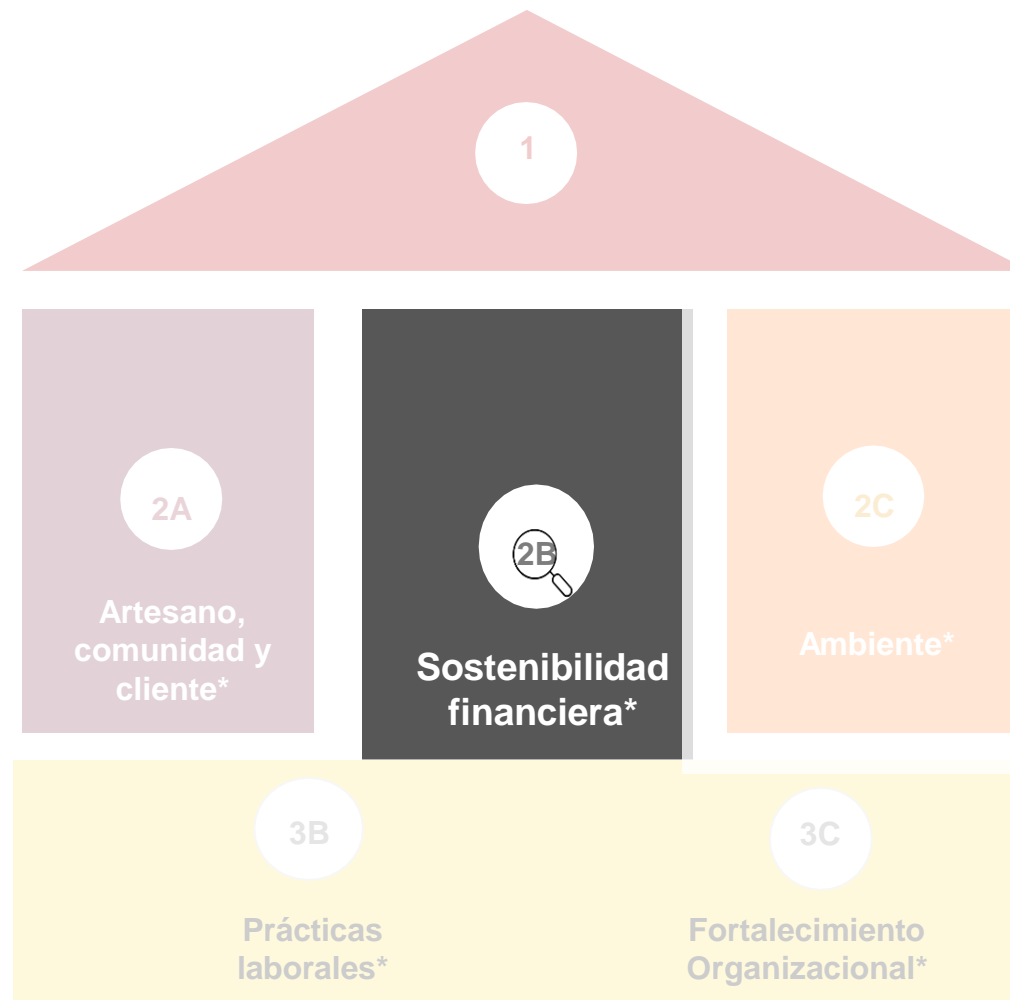 1
2A
Artesano,
comunidad y
cliente*
2B
Sostenibilidad
financiera*
2C
Ambiente*
3B
Prácticas
laborales*
3C
Fortalecimiento
Organizacional*